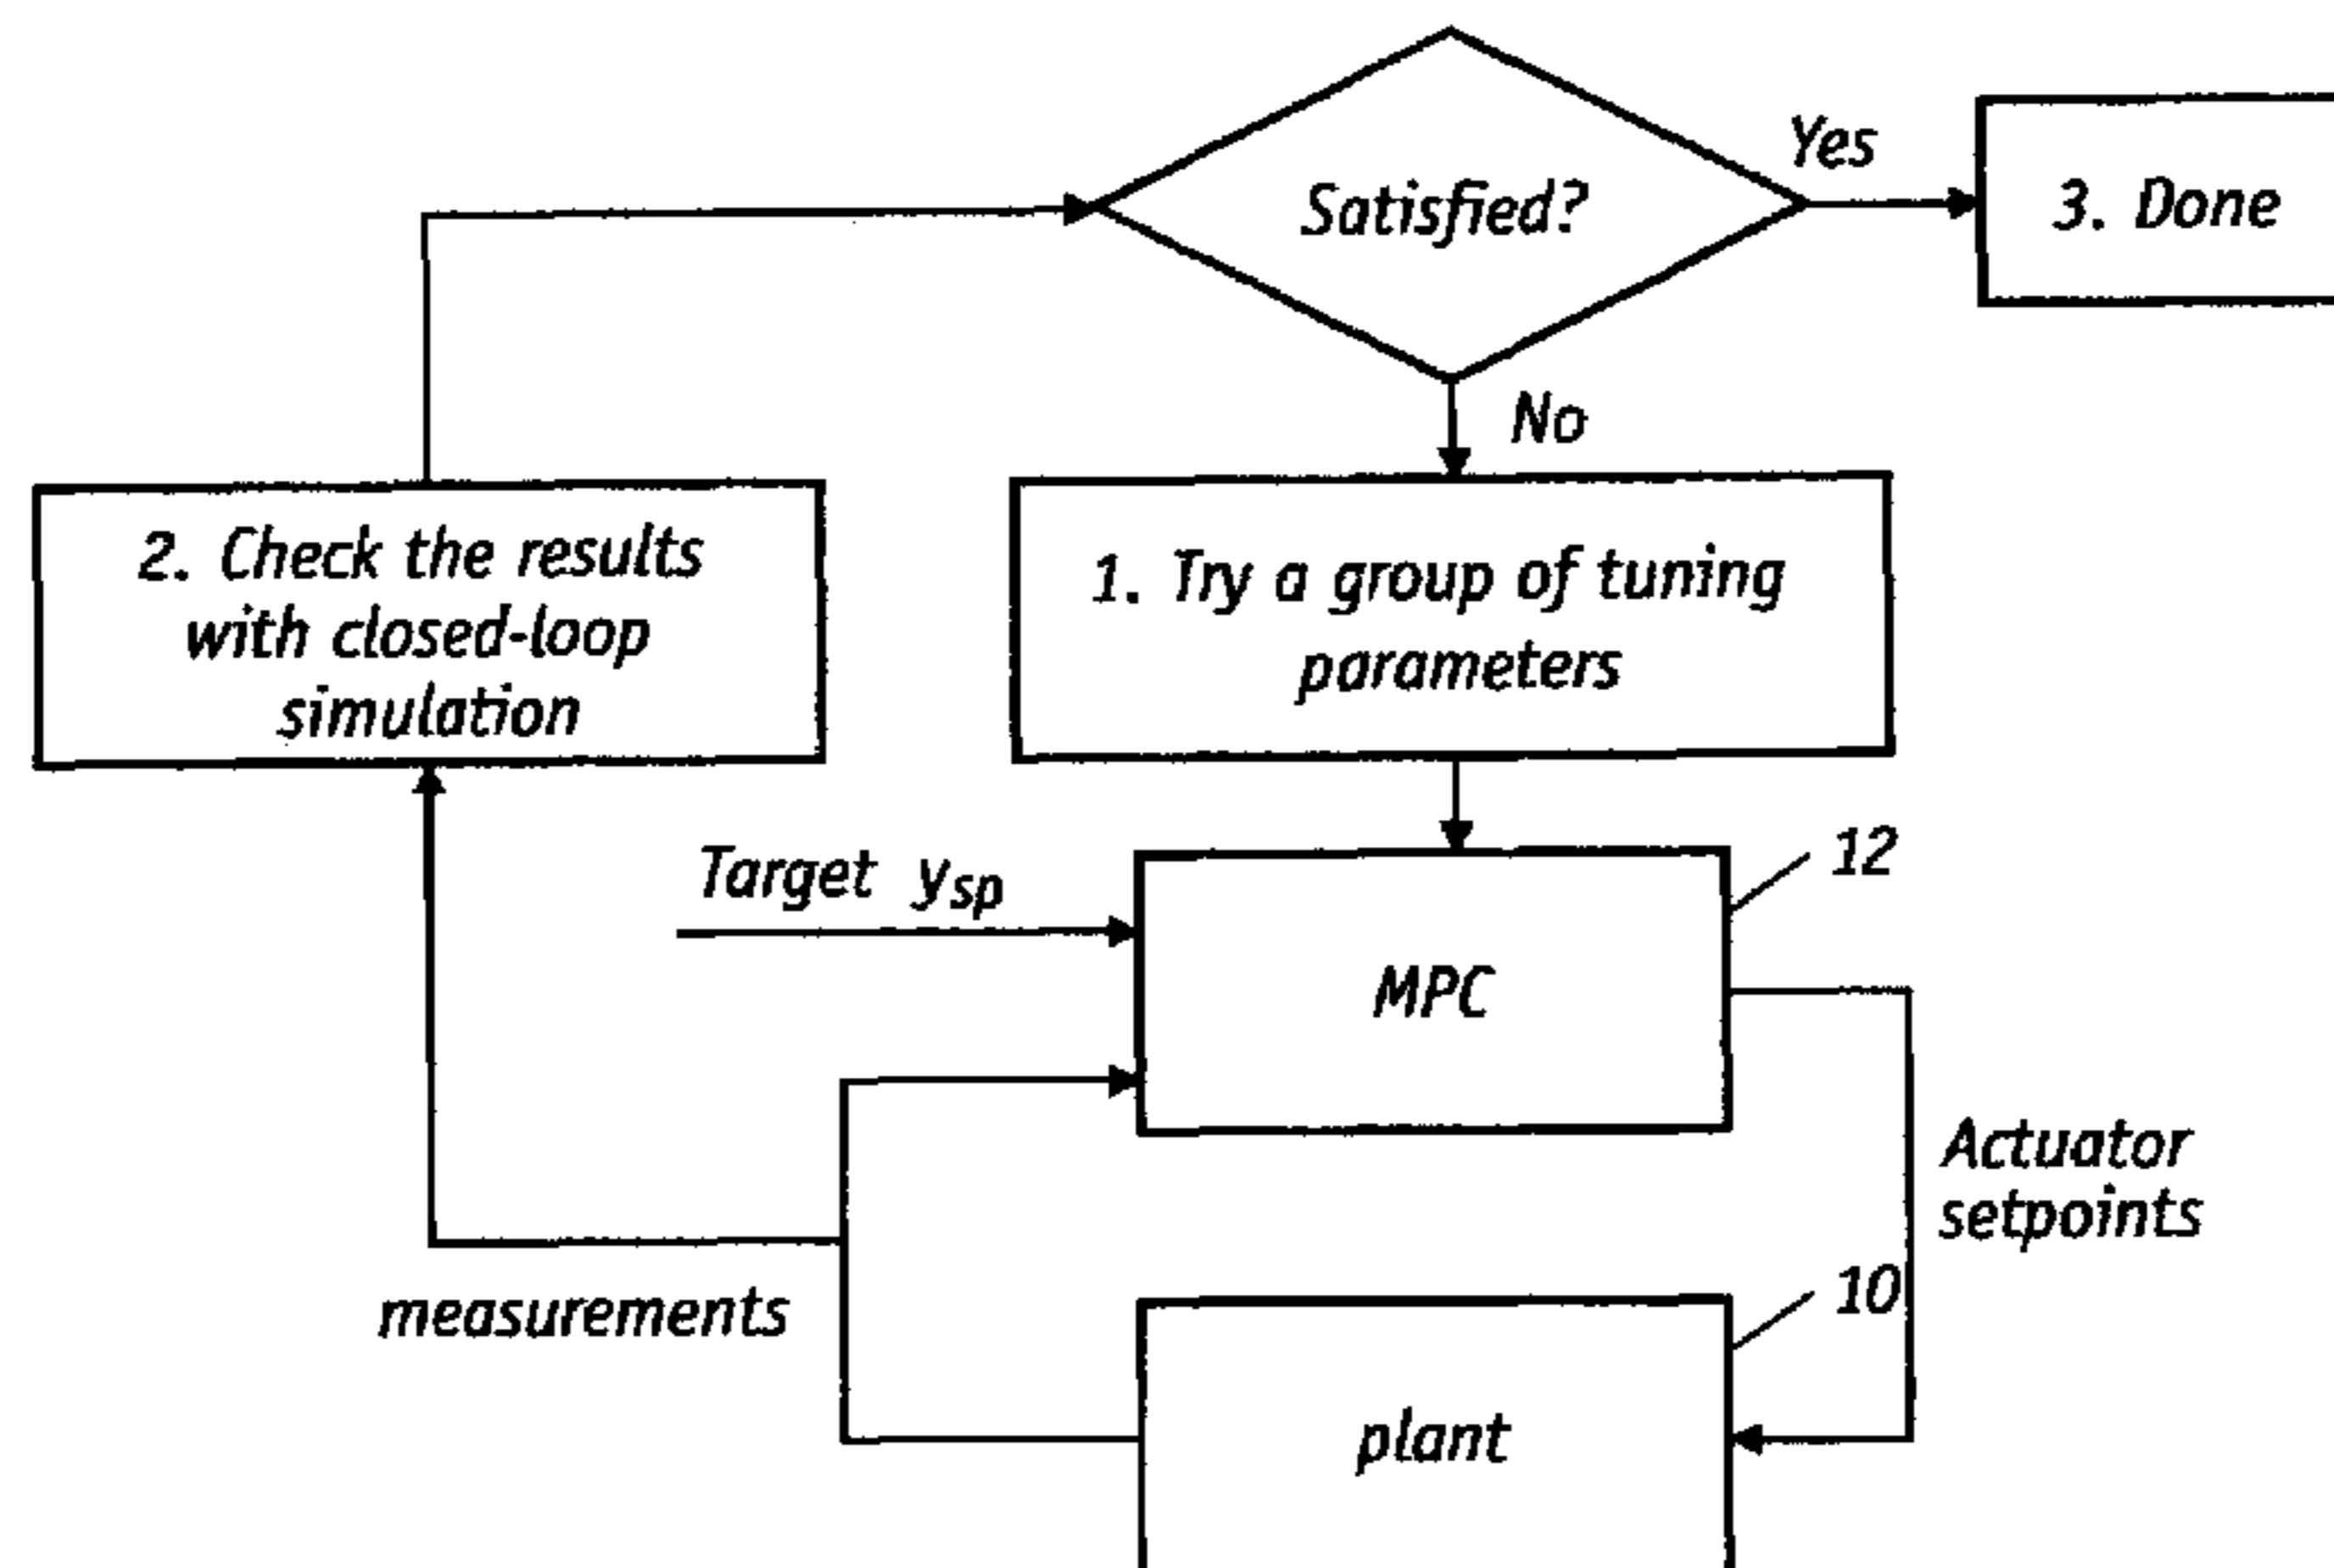 Satisfied?
Yes
3. Done
No
2. Check the results
with closed-loop
simulation
1. Try a group of tuning
parameters
Target ysp
12
MPC
Actuator
setpoints
measurements
10
plant